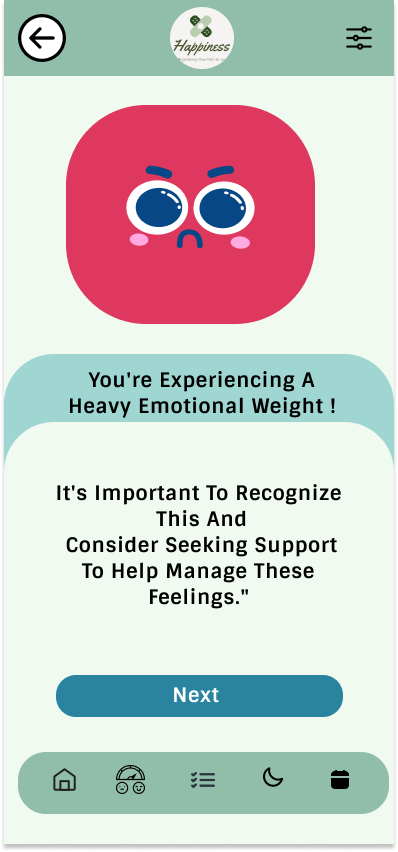 Happiness
You're Experiencing A
Heavy Emotional Weight !
It's Important To Recognize
This And
Consider Seeking Support
To Help Manage These
Feelings."
Next